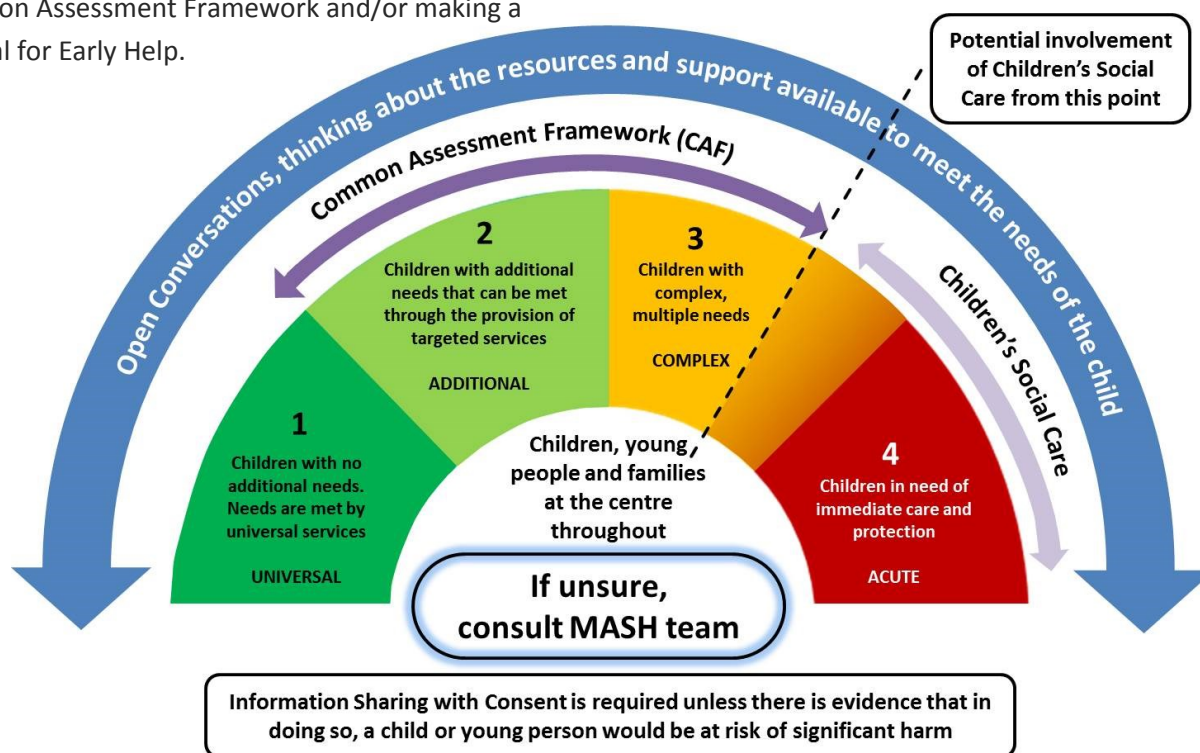 on Assessment Framework and/or making a
al for Early Help.
Potential involvement
of Children's Social
Care from this point
Open Conversations, thinking about the resources and support available to meet the needs of the child
Common Assessment Framework (CAF)
Children's Social Care
1
Children with no
additional needs.
Needs are met by
universal services
UNIVERSAL
2
Children with additional
needs that can be met
through the provision of
targeted services
ADDITIONAL
3
Children with
complex,
multiple needs
COMPLEX
4
Children in need of
immediate care and
protection
ACUTE
Children, young
people and families
at the centre
throughout
If unsure,
consult MASH team
Information Sharing with Consent is required unless there is evidence that in
doing so, a child or young person would be at risk of significant harm